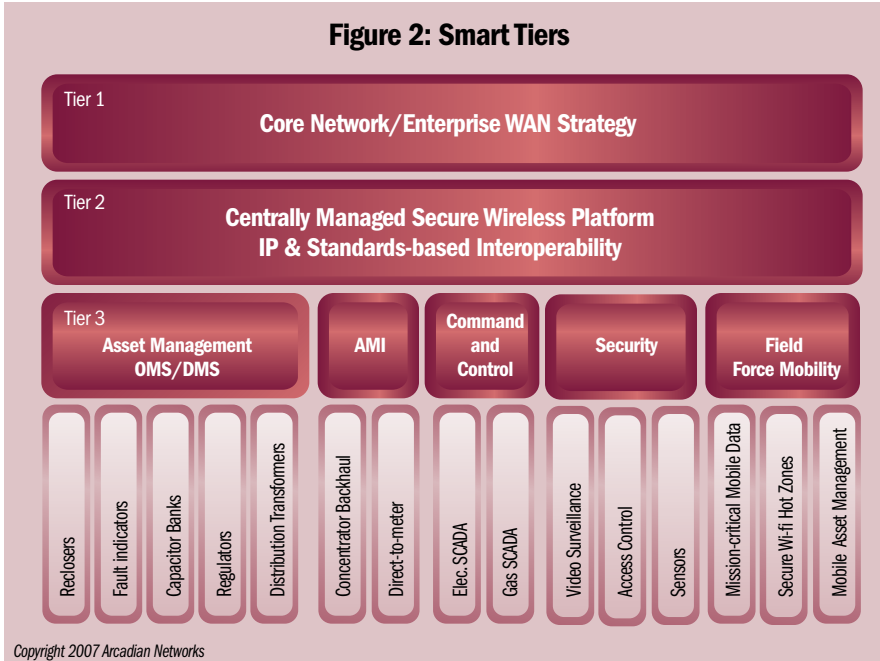 Figure 2: Smart Tiers
Tier 1
Core Network/Enterprise WAN Strategy
Tier 2
Centrally Managed Secure Wireless Platform
IP & Standards-based Interoperability
Tier 3
Asset Management
OMS/DMS
AMI
Command
and
Control
Security
Field
Force Mobility
Reclosers
Fault indicators
Capacitor Banks
Regulators
Distribution Transformers
Concentrator Backhaul
Direct-to-meter
Elec. SCADA
Gas SCADA
Video Surveillance
Access Control
Sensors
Mission-critical Mobile Data
Secure Wi-fi Hot Zones
Mobile Asset Management
Copyright 2007 Arcadian Networks